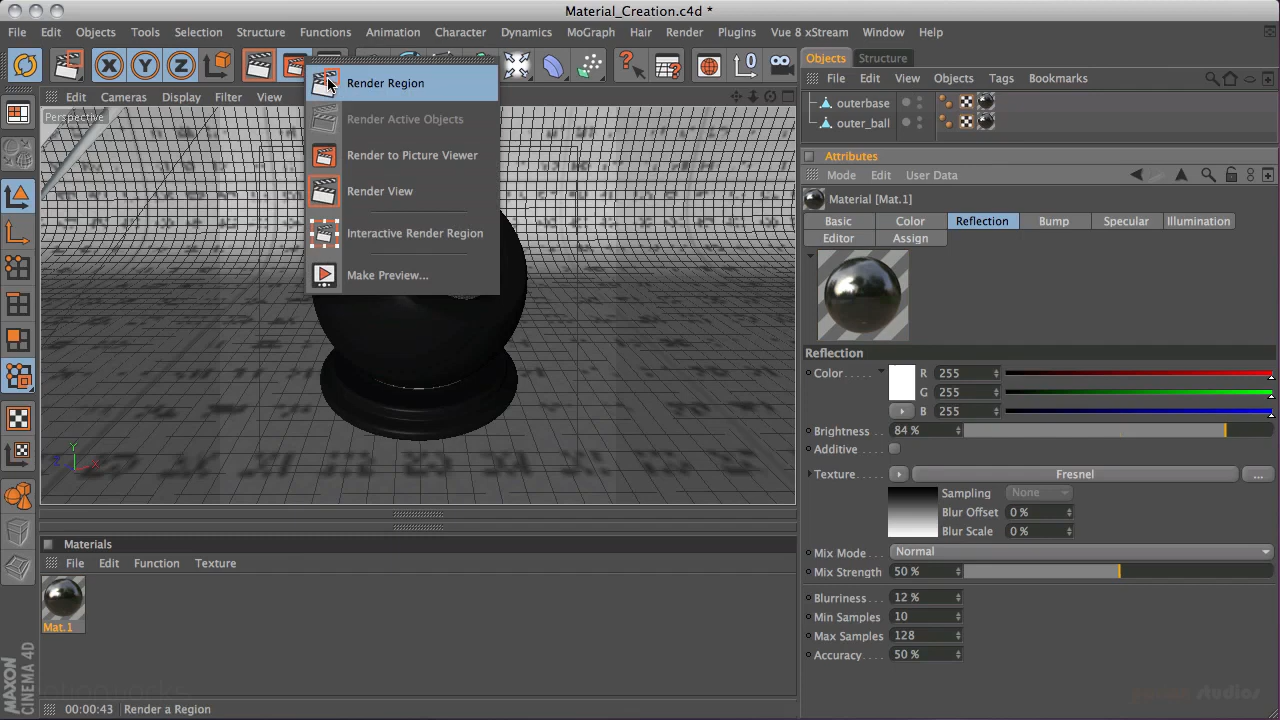 Material_Creation.c4d *
File Edit Objects Tools Selection Structure Functions Animation Character Dynamics MoGraph Hair Render Plugins Vue 8 xStream Window Help
X Y Z
Objects Structure
File Edit View Objects Tags Bookmarks
outerbase
outer_ball
Edit Cameras Display Filter View
Perspective
Render Region
Render Active Objects
Render to Picture Viewer
Render View
Interactive Render Region
Make Preview...
Y
Z X
Attributes
Mode Edit User Data
Material [Mat.1]
Basic Color Reflection Bump Specular Illumination
Editor Assign
Reflection
Color R 255
G 255
B 255
Brightness 84 %
Additive
Texture Fresnel ...
Sampling None
Blur Offset 0 %
Blur Scale 0 %
Mix Mode Normal
Mix Strength 50 %
Blurriness 12 %
Min Samples 10
Max Samples 128
Accuracy 50 %
Materials
File Edit Function Texture
Mat.1
MAXON
CINEMA 4D
00:00:43 Render a Region
studios